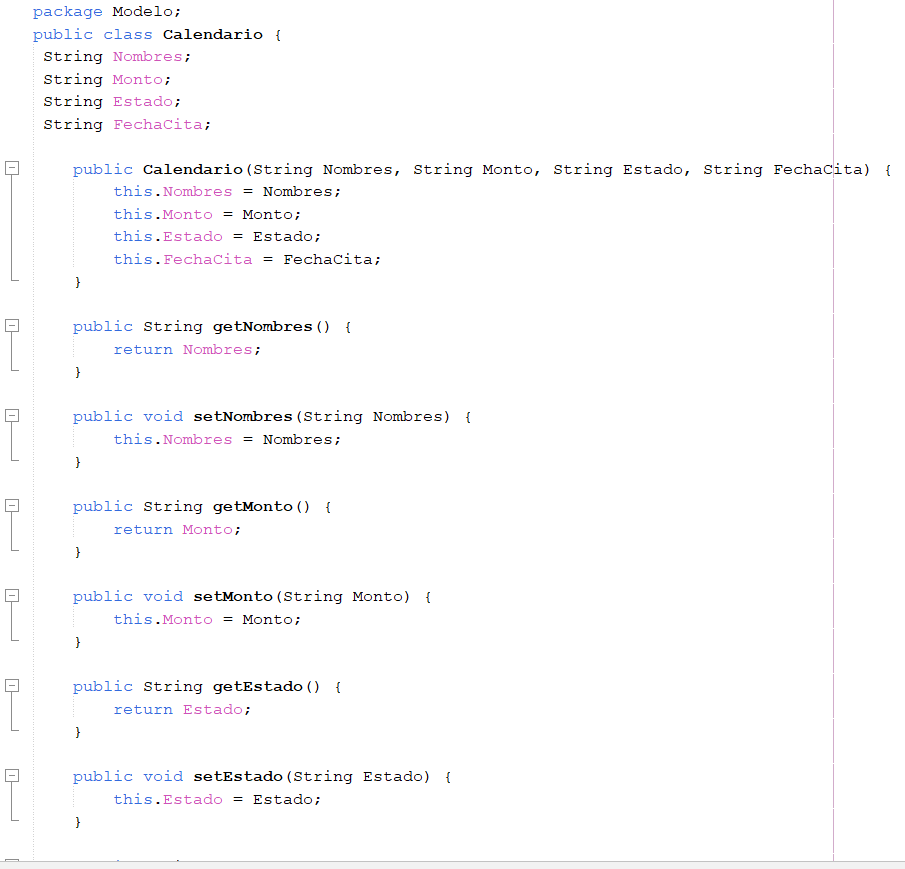 package Modelo;
public class Calendario {
String Nombres;
String Monto;
String Estado;
String FechaCita;
public Calendario(String Nombres, String Monto, String Estado, String FechaCita) {
this.Nombres = Nombres;
this.Monto = Monto;
this.Estado = Estado;
this.FechaCita = FechaCita;
}
public String getNombres() {
return Nombres;
}
public void setNombres(String Nombres) {
this.Nombres = Nombres;
}
public String getMonto() {
return Monto;
}
public void setMonto(String Monto) {
this.Monto = Monto;
}
public String getEstado() {
return Estado;
}
public void setEstado(String Estado) {
this.Estado = Estado;
}